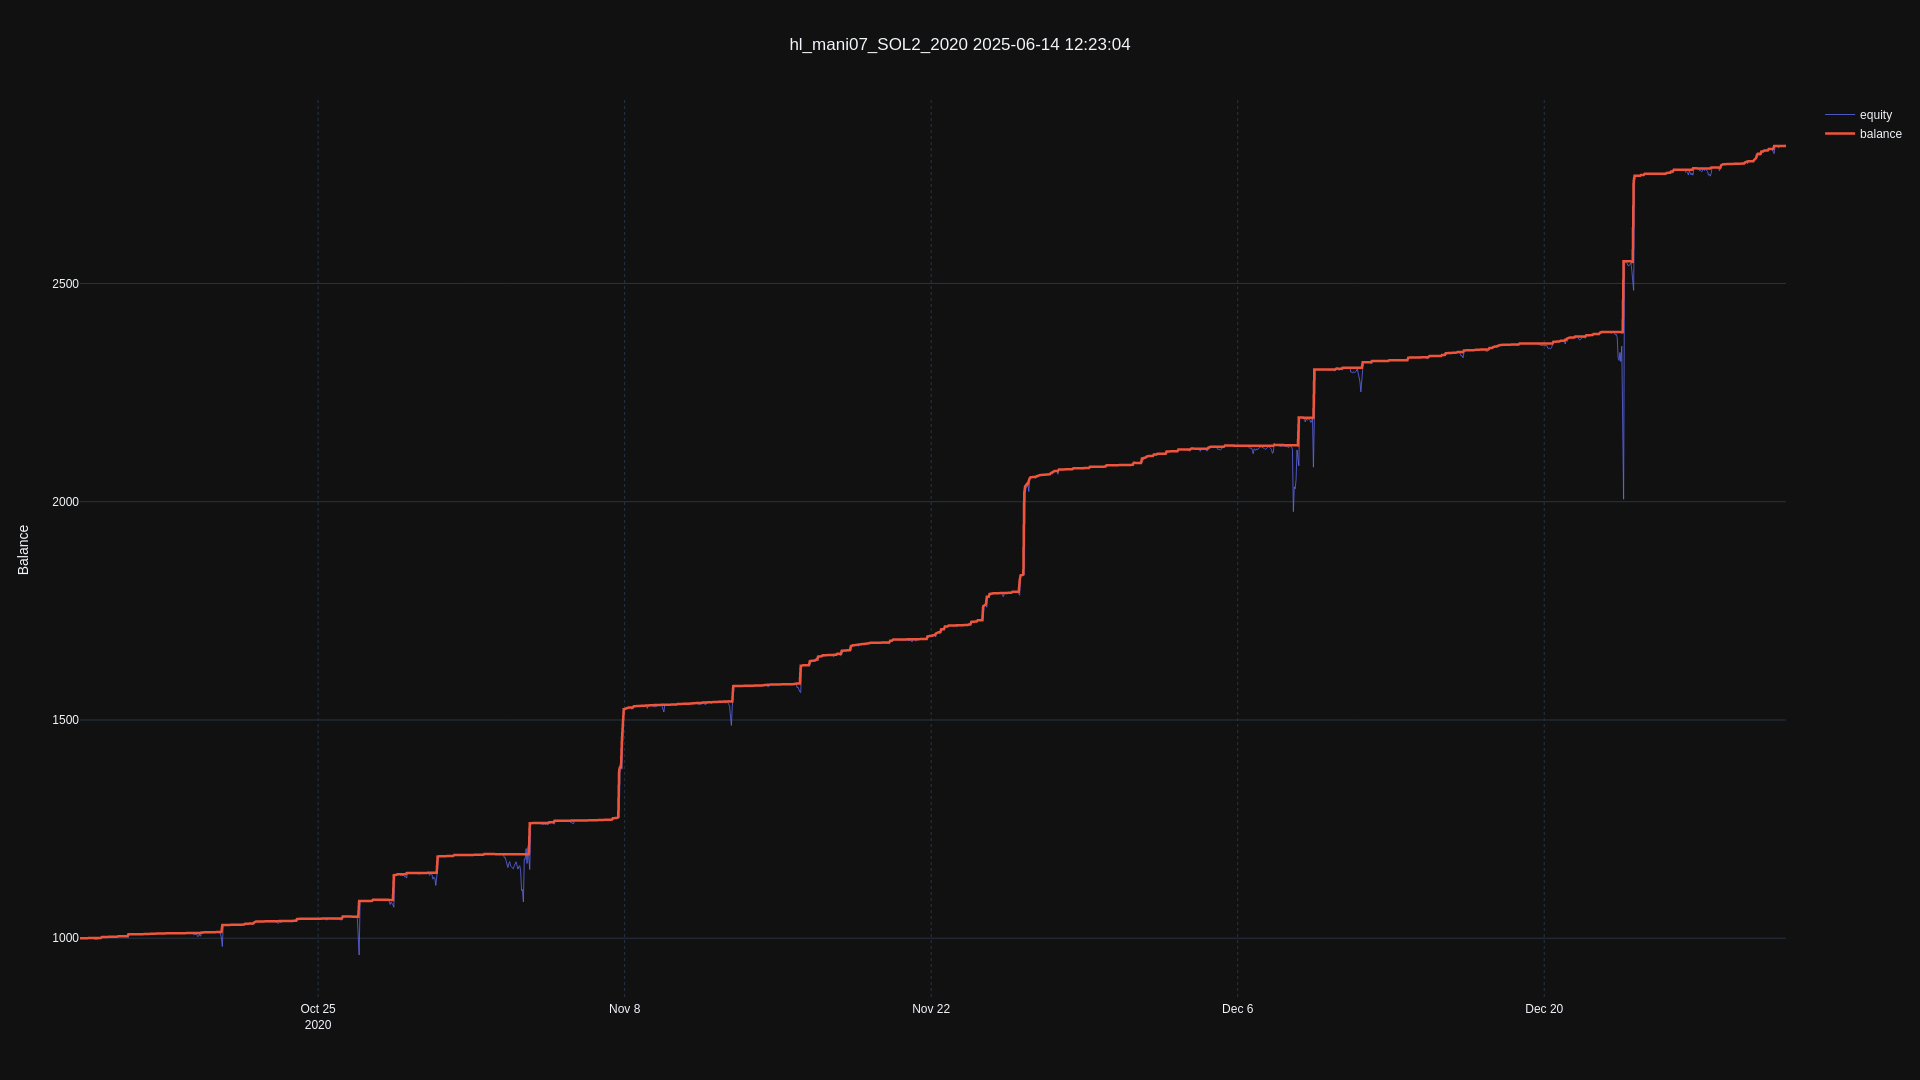 hl_mani07_SOL2_2020 2025-06-14 12:23:04
equity
balance
2500
2000
1500
1000
Balance
Oct 25
2020
Nov 8
Nov 22
Dec 6
Dec 20